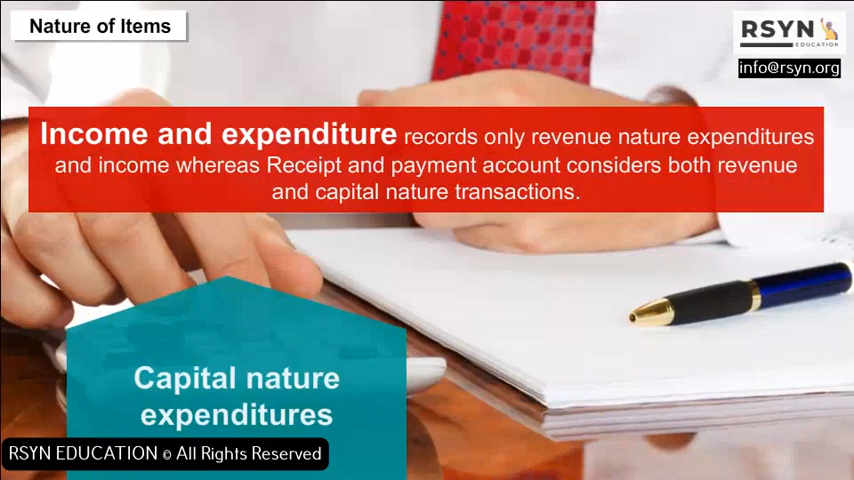 Nature of Items
RSYN
EDUCATION
info@rsyn.org
Income and expenditure records only revenue nature expenditures
and income whereas Receipt and payment account considers both revenue
and capital nature transactions.
Capital nature
expenditures
RSYN EDUCATION © All Rights Reserved